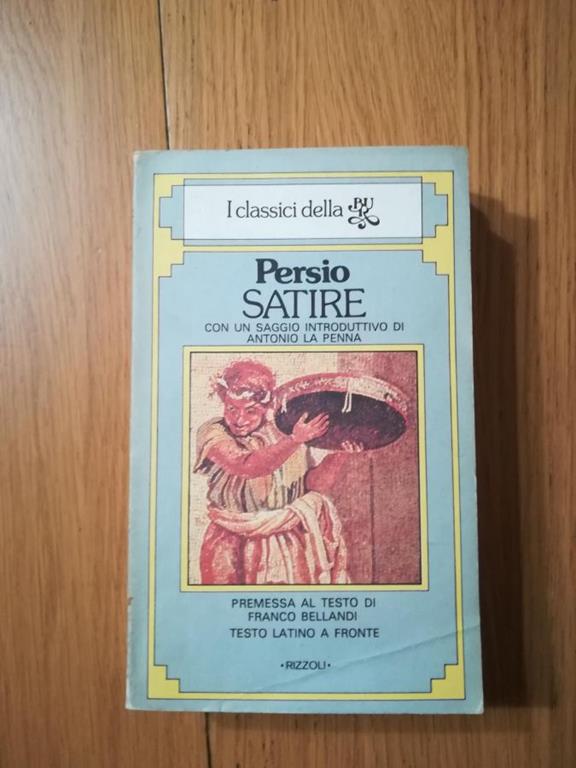 I classici della BUR
Persio
SATIRE
CON UN SAGGIO INTRODUTTIVO DI
ANTONIO LA PENNA
PREMESSA AL TESTO DI
FRANCO BELLANDI
TESTO LATINO A FRONTE
• RIZZOLI •